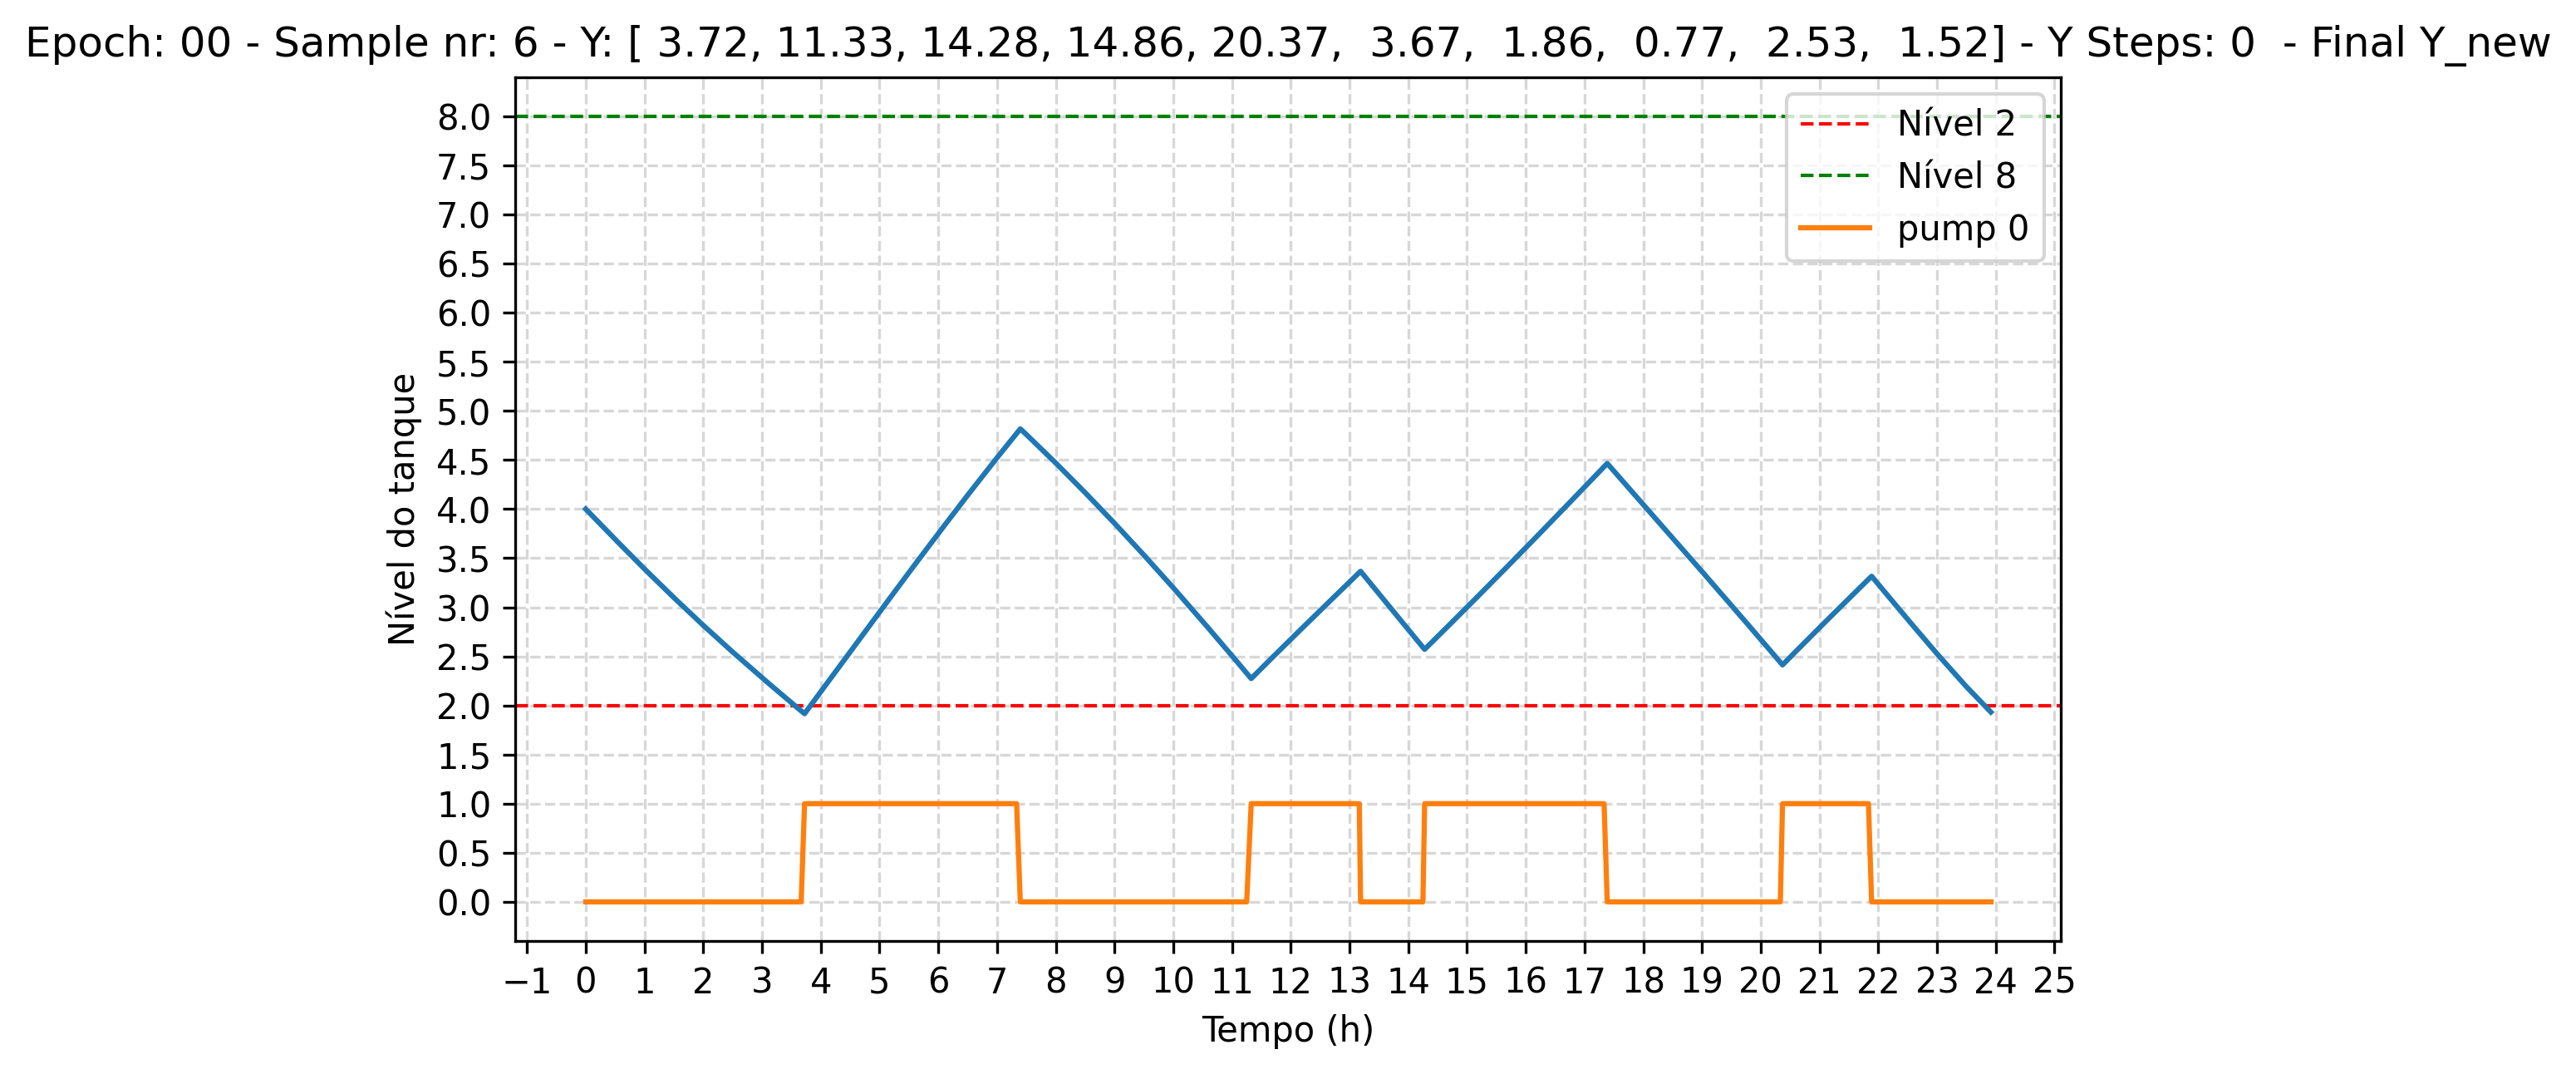 Epoch: 00 - Sample nr: 6 - Y: [ 3.72, 11.33, 14.28, 14.86, 20.37,  3.67,  1.86,  0.77,  2.53,  1.52] - Y Steps: 0  - Final Y_new
Nível 2
Nível 8
pump 0
Nível do tanque
8.0
7.5
7.0
6.5
6.0
5.5
5.0
4.5
4.0
3.5
3.0
2.5
2.0
1.5
1.0
0.5
0.0
−1 0 1 2 3 4 5 6 7 8 9 10 11 12 13 14 15 16 17 18 19 20 21 22 23 24 25
Tempo (h)